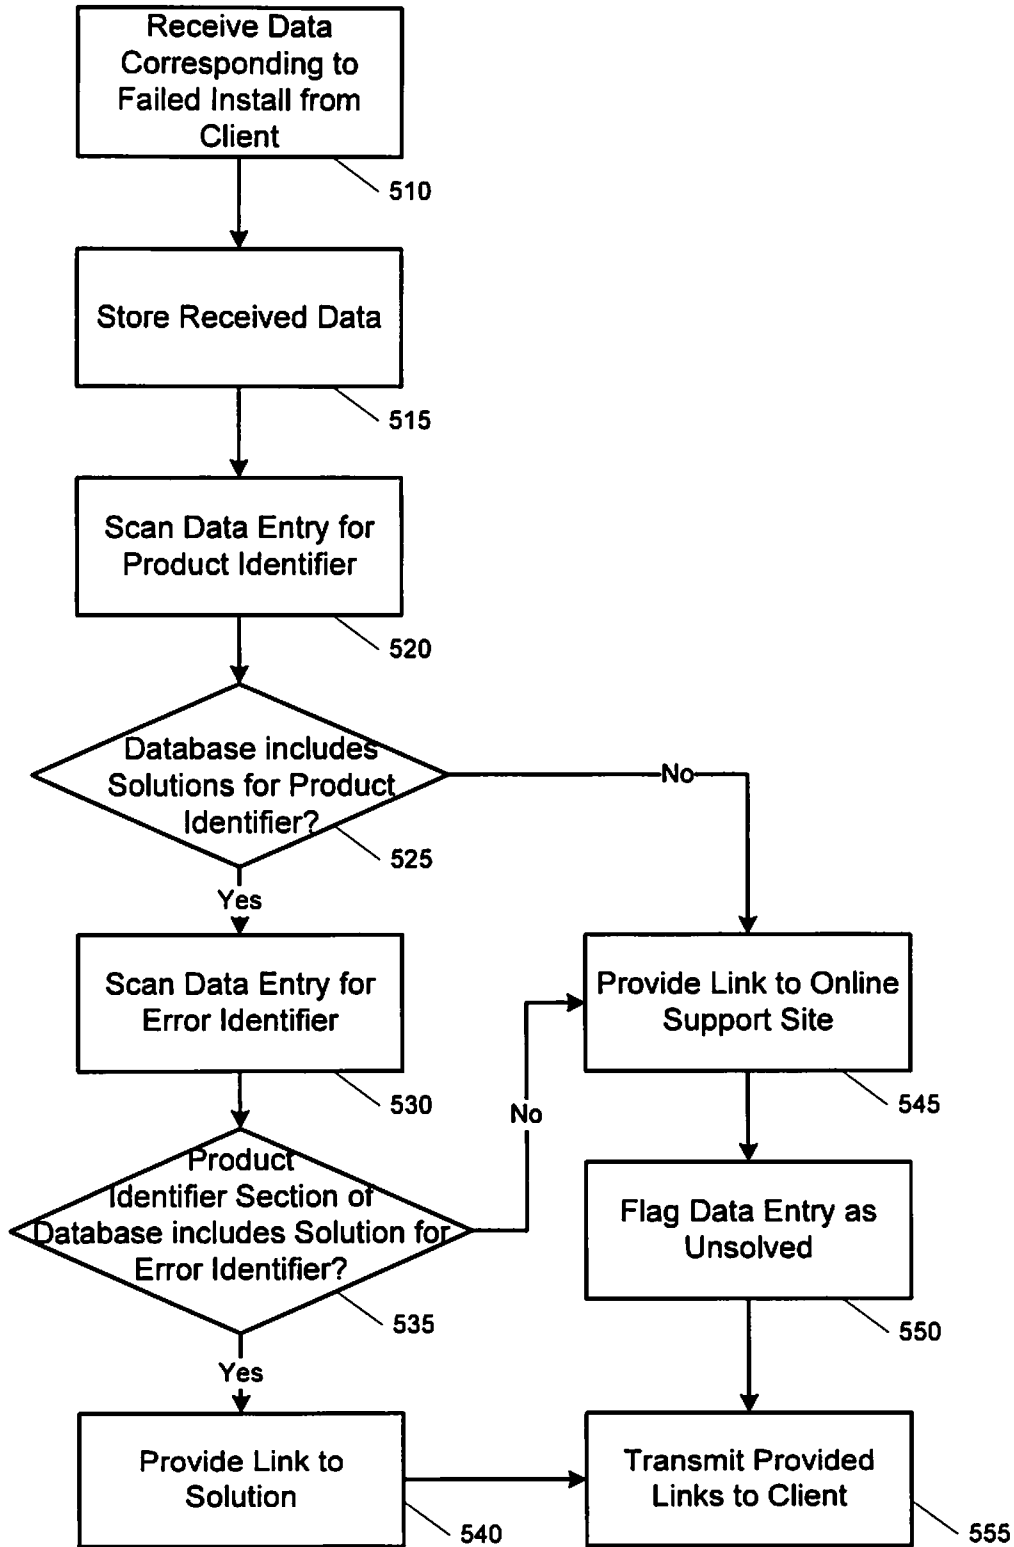 Receive Data
Corresponding to
Failed Install from
Client
510
Store Received Data
515
Scan Data Entry for
Product Identifier
520
Database includes
Solutions for Product
Identifier?
525
No
Yes
Scan Data Entry for
Error Identifier
530
Provide Link to Online
Support Site
545
No
Product
Identifier Section of
Database includes Solution for
Error Identifier?
535
Flag Data Entry as
Unsolved
550
Yes
Provide Link to
Solution
540
Transmit Provided
Links to Client
555